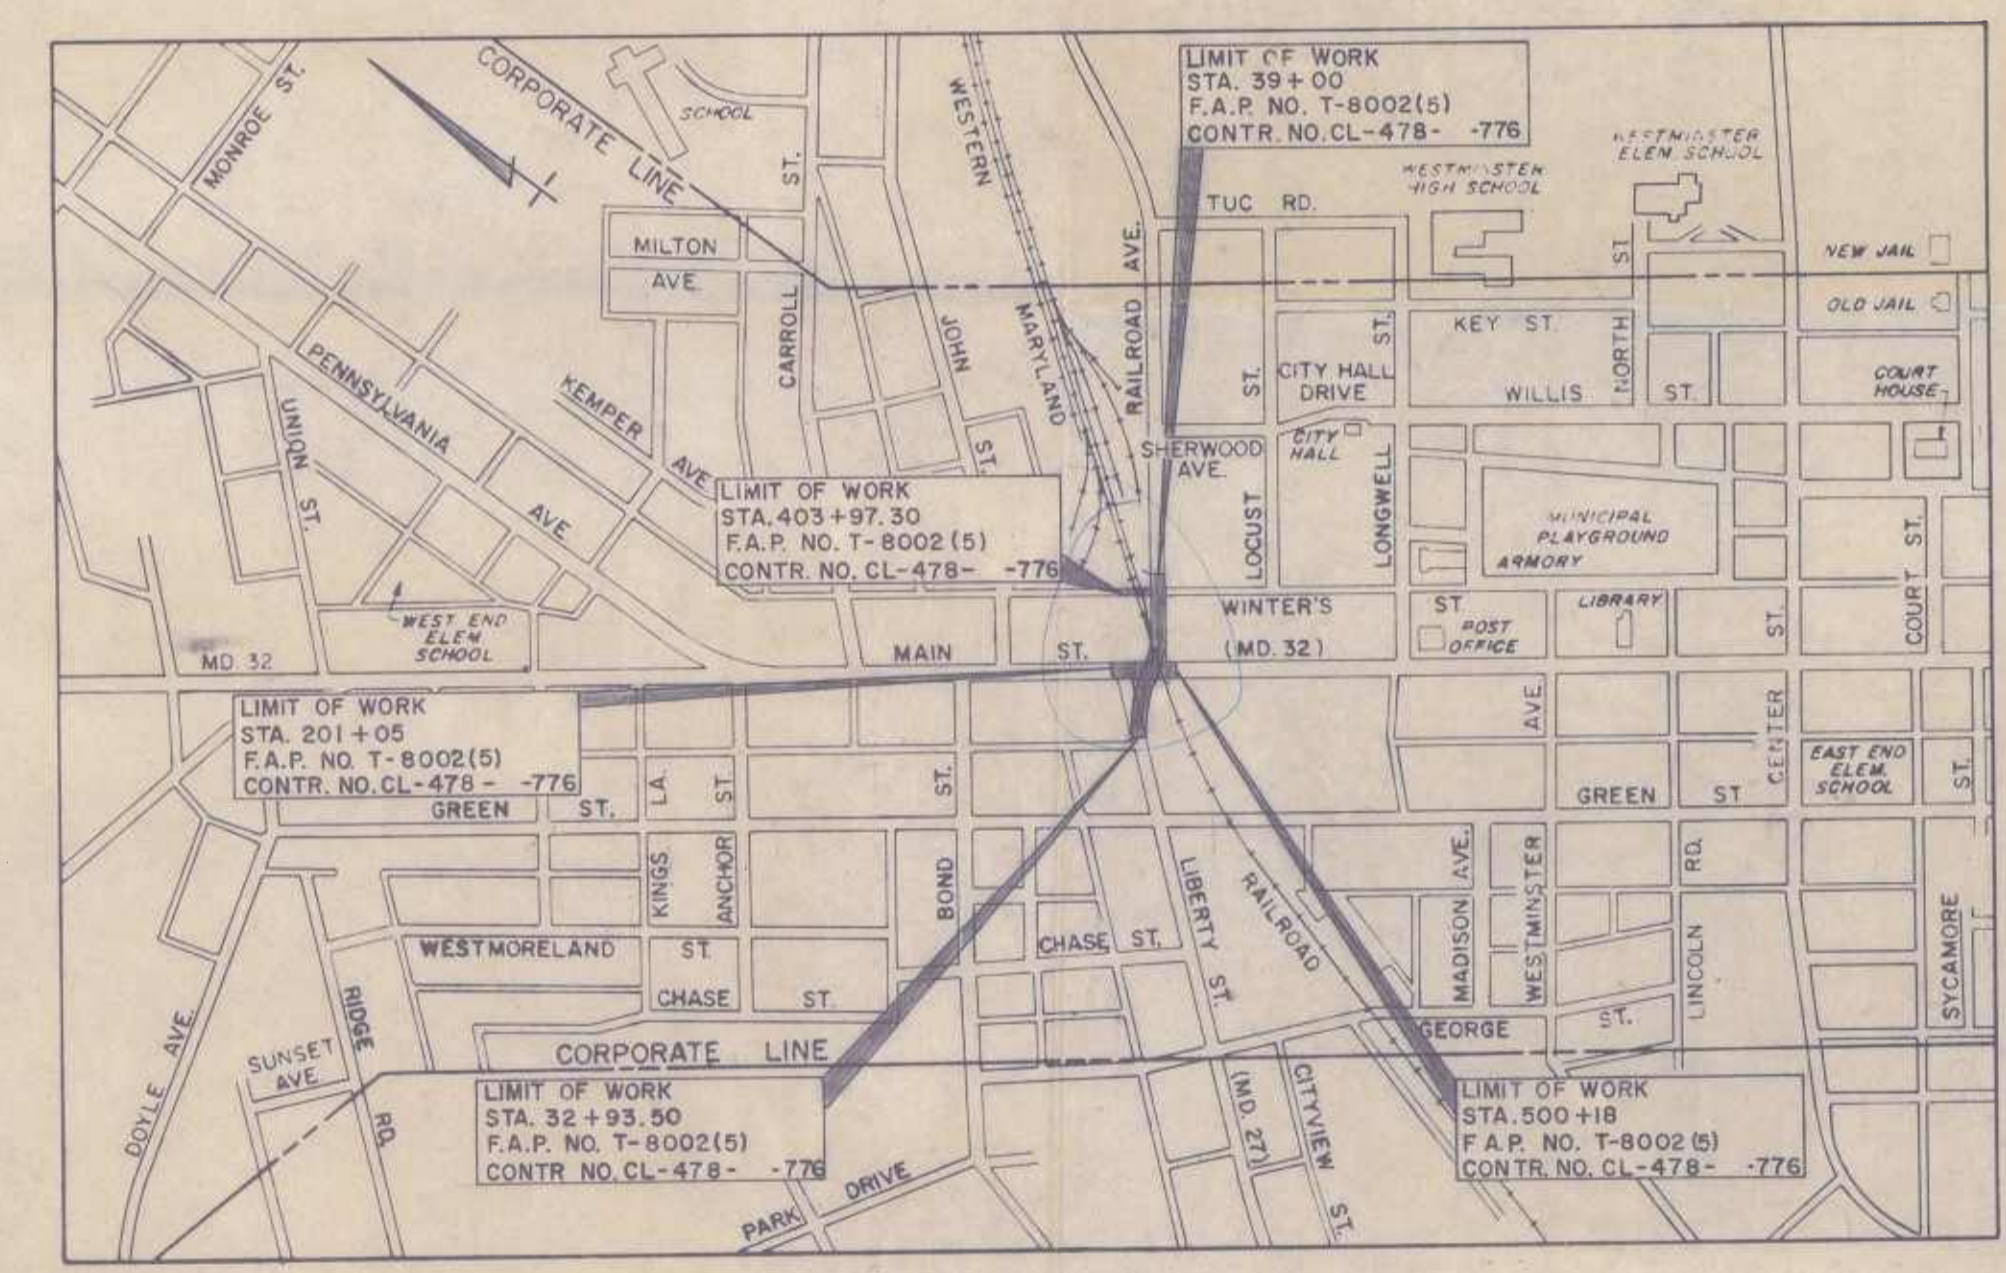 LIMIT OF WORK
STA. 39+00
F.A.P. NO. T-8002(5)
CONTR. NO. CL-478- -776
CORPORATE LINE
SCHOOL
MONROE ST.
WESTERN
WESTMINSTER
ELEM. SCHOOL
WESTMINSTER
HIGH SCHOOL
TUC RD.
MILTON
AVE.
CARROLL ST.
JOHN ST.
MARYLAND
RAILROAD AVE.
NEW JAIL
OLD JAIL
KEY ST.
NORTH ST
WILLIS ST.
COURT
HOUSE
CITY HALL
DRIVE
CITY
HALL
SHERWOOD
AVE.
LOCUST ST.
LONGWELL ST.
PENNSYLVANIA AVE
KEMPER AVE
UNION ST.
LIMIT OF WORK
STA. 403+97.30
F.A.P. NO. T-8002(5)
CONTR. NO. CL-478- -776
MUNICIPAL
PLAYGROUND
ARMORY
COURT ST.
WEST END
ELEM
SCHOOL
WINTER'S ST.
LIBRARY
POST
OFFICE
MD. 32
MAIN ST. (MD. 32)
CENTER ST.
LIMIT OF WORK
STA. 201+05
F.A.P. NO. T-8002(5)
CONTR. NO. CL-478- -776
GREEN ST.
KINGS LA.
ANCHOR ST
BOND ST.
GREEN ST
EAST END
ELEM.
SCHOOL
LIBERTY ST.
RAILROAD
MADISON AVE.
WESTMINSTER AVE.
LINCOLN RD.
SYCAMORE ST.
WESTMORELAND ST.
CHASE ST.
CHASE ST.
GEORGE ST.
DOYLE AVE.
SUNSET
AVE
RIDGE RD.
CORPORATE LINE
LIMIT OF WORK
STA. 32+93.50
F.A.P. NO. T-8002(5)
CONTR NO. CL-478- -776
(MD. 27)
CITYVIEW ST.
LIMIT OF WORK
STA. 500+18
F A.P. NO. T-8002(5)
CONTR. NO. CL-478- -776
PARK DRIVE